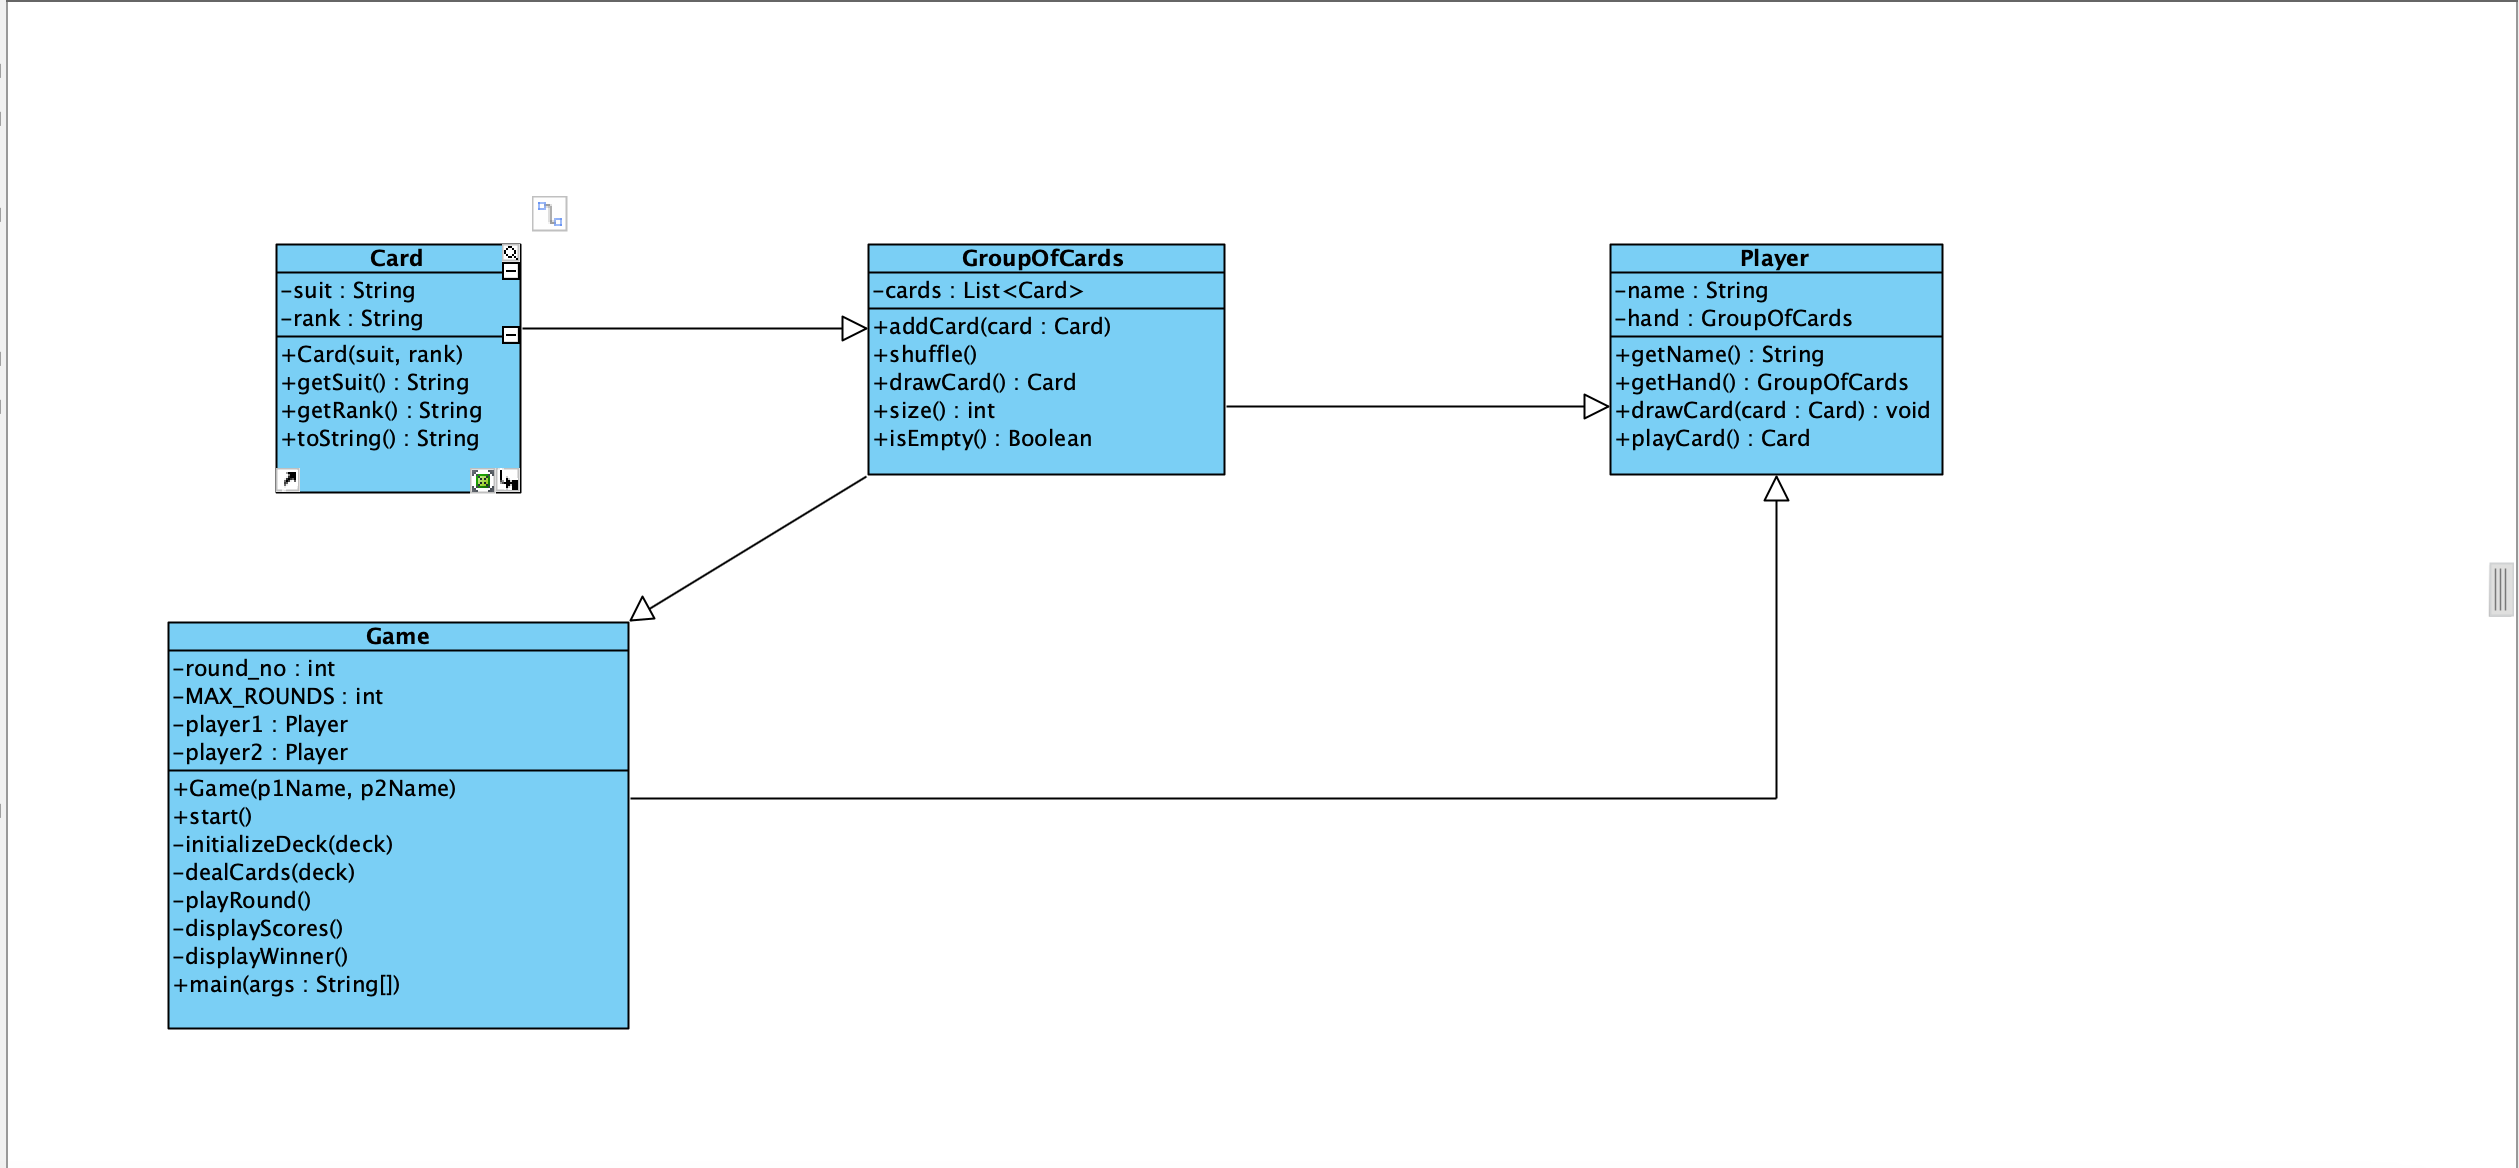 Card
-suit : String
-rank : String
+Card(suit, rank)
+getSuit() : String
+getRank() : String
+toString() : String
GroupOfCards
-cards : List<Card>
+addCard(card : Card)
+shuffle()
+drawCard() : Card
+size() : int
+isEmpty() : Boolean
Player
-name : String
-hand : GroupOfCards
+getName() : String
+getHand() : GroupOfCards
+drawCard(card : Card) : void
+playCard() : Card
Game
-round_no : int
-MAX_ROUNDS : int
-player1 : Player
-player2 : Player
+Game(p1Name, p2Name)
+start()
-initializeDeck(deck)
-dealCards(deck)
-playRound()
-displayScores()
-displayWinner()
+main(args : String[])